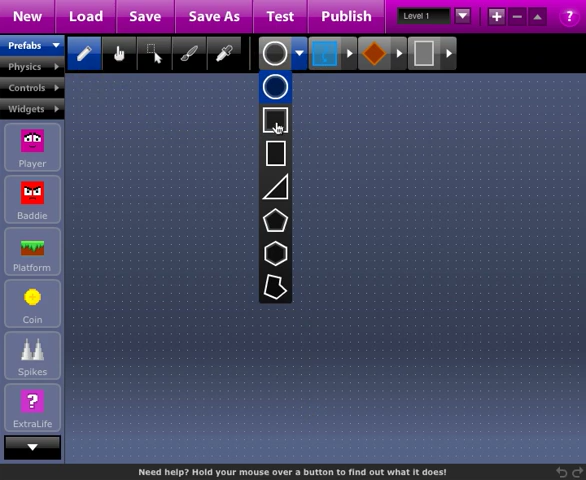 New Load Save Save As Test Publish Level 1 + − ?
Prefabs
Physics
Controls
Widgets
Player
Baddie
Platform
Coin
Spikes
?
ExtraLife
Need help? Hold your mouse over a button to find out what it does!